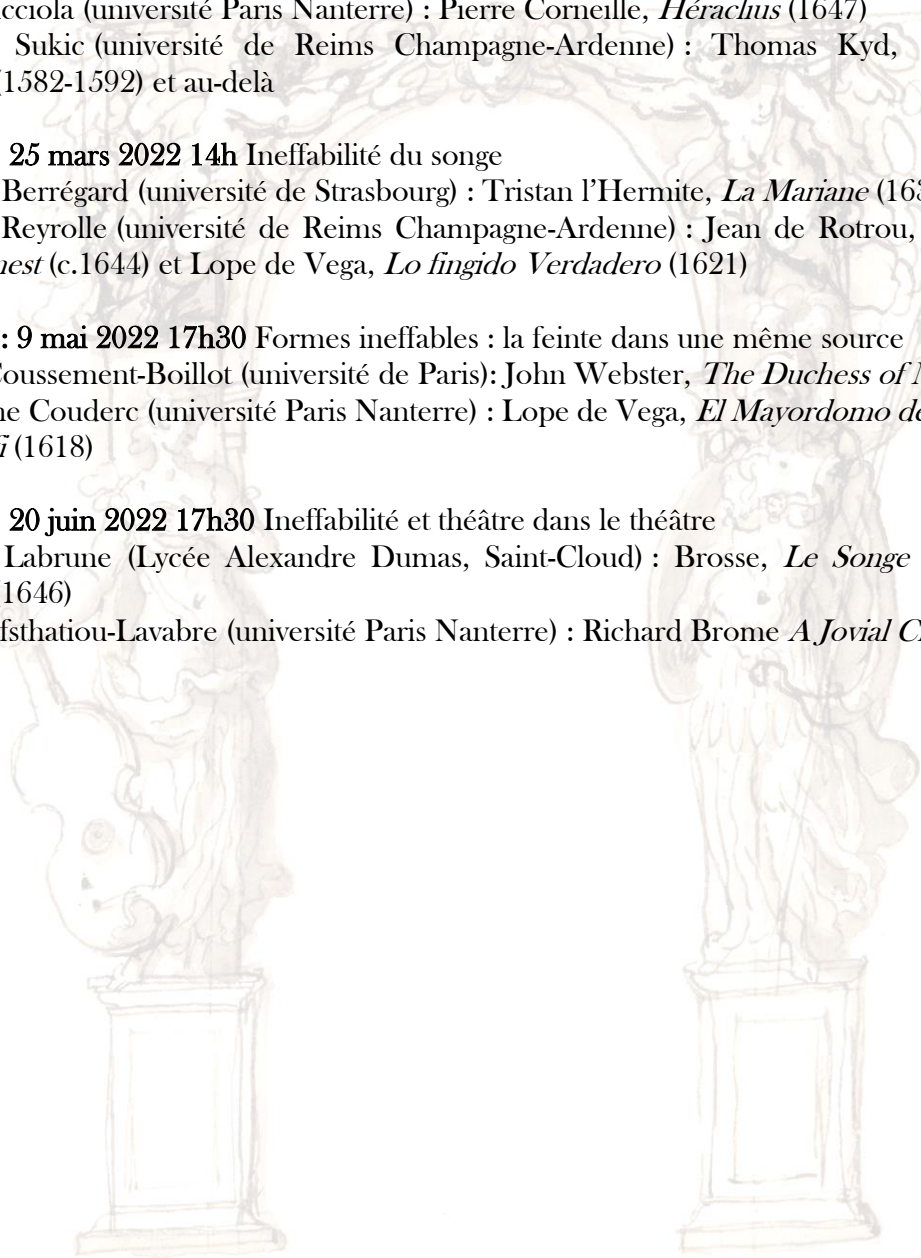 cciola (université Paris Nanterre) : Pierre Corneille, Héraclius (1647)
Sukic (université de Reims Champagne-Ardenne) : Thomas Kyd,
(1582-1592) et au-delà
25 mars 2022 14h Ineffabilité du songe
Berrégard (université de Strasbourg) : Tristan l’Hermite, La Mariane (163
Reyrolle (université de Reims Champagne-Ardenne) : Jean de Rotrou,
nest (c.1644) et Lope de Vega, Lo fingido Verdadero (1621)
: 9 mai 2022 17h30 Formes ineffables : la feinte dans une même source
Coussement-Boillot (université de Paris): John Webster, The Duchess of
ne Couderc (université Paris Nanterre) : Lope de Vega, El Mayordomo de
fi (1618)
20 juin 2022 17h30 Ineffabilité et théâtre dans le théâtre
Labrune (Lycée Alexandre Dumas, Saint-Cloud) : Brosse, Le Songe
1646)
fsthatiou-Lavabre (université Paris Nanterre) : Richard Brome A Jovial